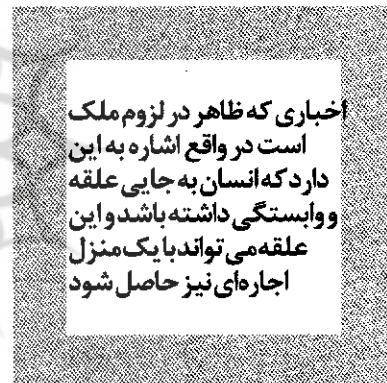 اخباری که ظاهر در لزوم ملک
است در واقع اشاره به این
دارد که انسان به جایی علقه
و وابستگی داشته باشد و این
علقه می تواند با یک منزل
اجاره‌ای نیز حاصل شود